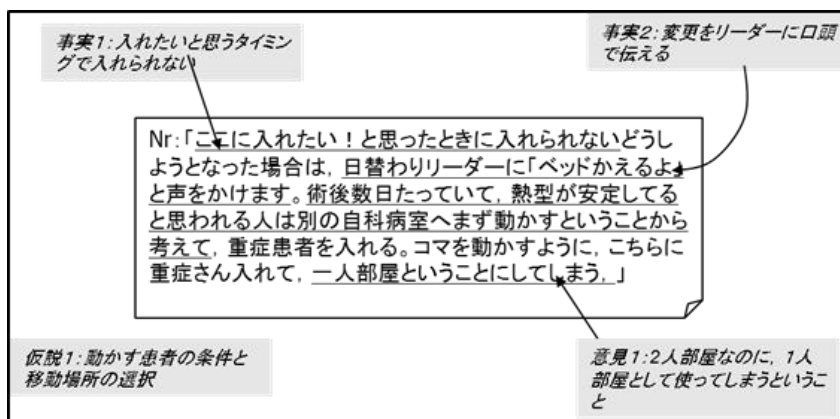 事実1:入れたいと思うタイミン
グで入れられない
事実2:変更をリーダーに口頭
で伝える
Nr:「ここに入れたい!と思ったときに入れられないどうし
ようとなった場合は,日替わりリーダーに「ベッドかえるよ」
と声をかけます。術後数日たっていて,熱型が安定してる
と思われる人は別の自科病室へまず動かすということから
考えて,重症患者を入れる。コマを動かすように,こちらに
重症さん入れて,一人部屋ということにしてしまう,」
仮説1:動かす患者の条件と
移動場所の選択
意見1:2人部屋なのに,1人
部屋として使ってしまうというこ
と